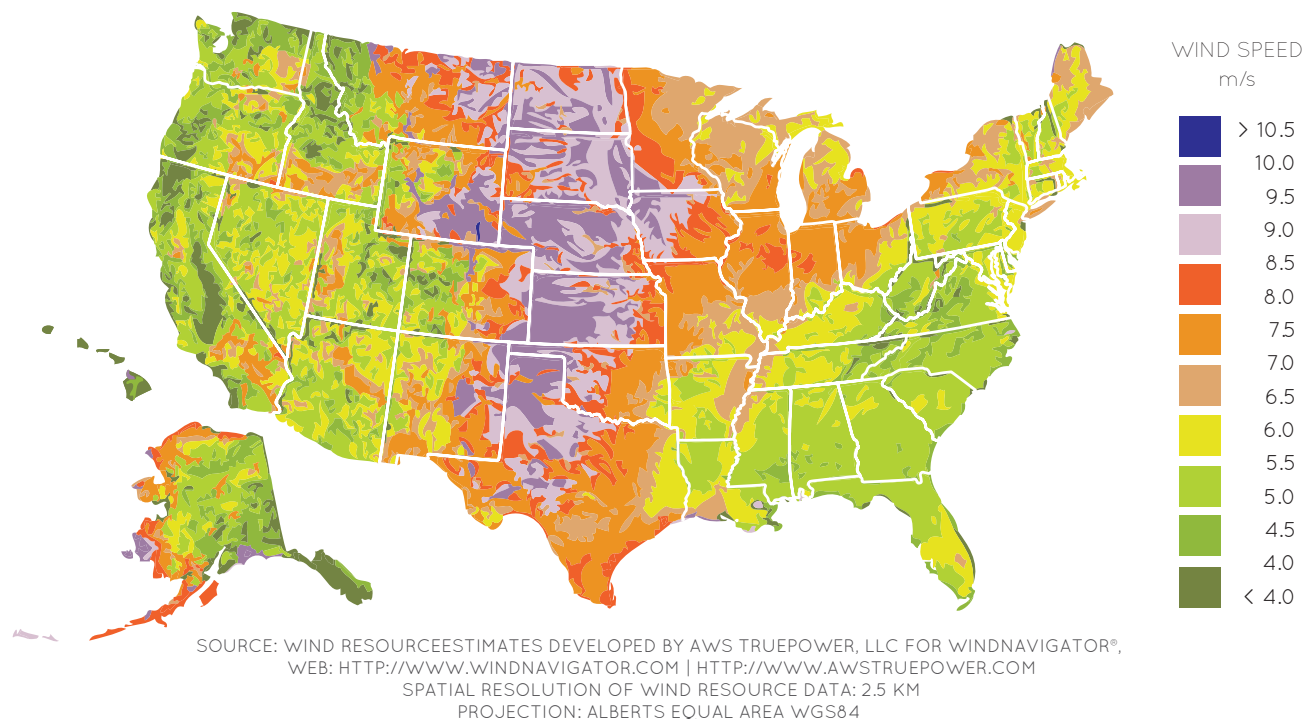 WIND SPEED
m/s
> 10.5
10.0
9.5
9.0
8.5
8.0
7.5
7.0
6.5
6.0
5.5
5.0
4.5
4.0
< 4.0
SOURCE: WIND RESOURCEESTIMATES DEVELOPED BY AWS TRUEPOWER, LLC FOR WINDNAVIGATOR®,
WEB: HTTP://WWW.WINDNAVIGATOR.COM | HTTP://WWW.AWSTRUEPOWER.COM
SPATIAL RESOLUTION OF WIND RESOURCE DATA: 2.5 KM
PROJECTION: ALBERTS EQUAL AREA WGS84